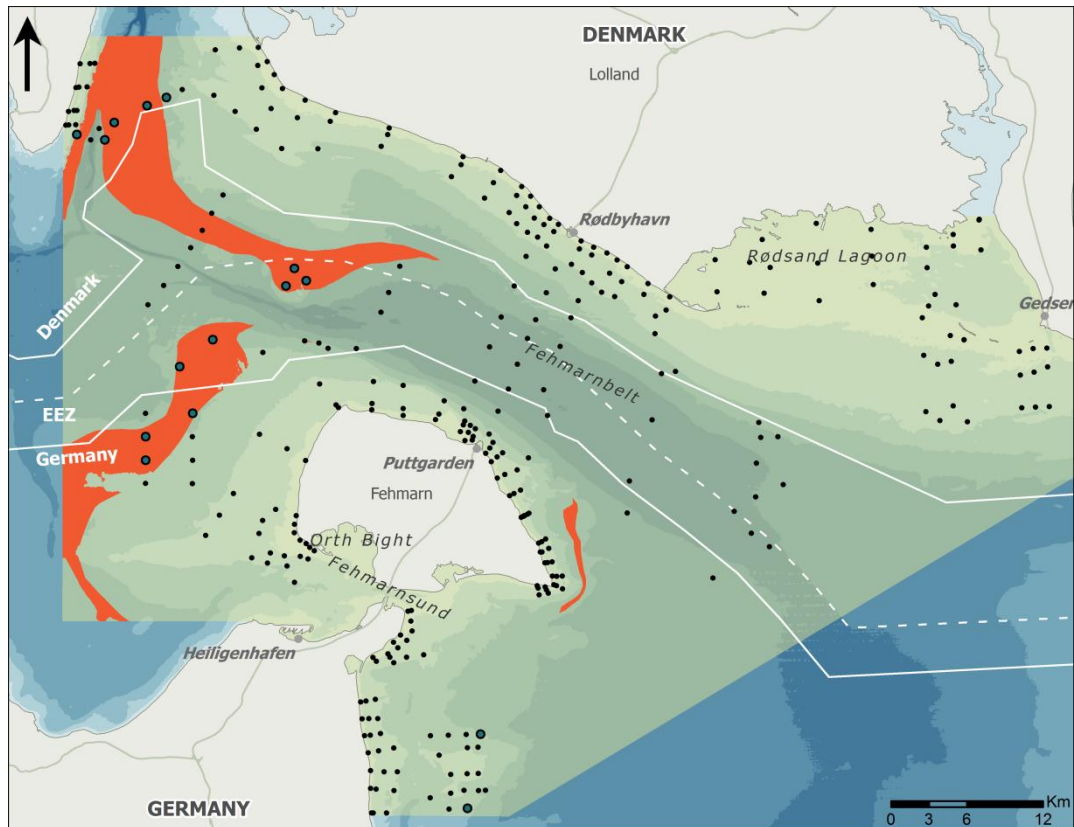 DENMARK
Lolland
Rødbyhavn
Rødsand Lagoon
Gedser
Denmark
Fehmarnbelt
EEZ
Germany
Puttgarden
Fehmarn
Orth Bight
Fehmarnsund
Heiligenhafen
GERMANY
Km
0 3 6 12